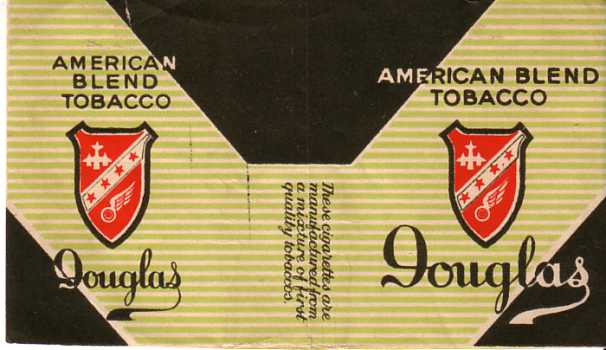 AMERICAN
BLEND
TOBACCO
Douglas
These cigarettes are
manufactured from
a mixture of first
quality tobaccos.
AMERICAN BLEND
TOBACCO
Douglas